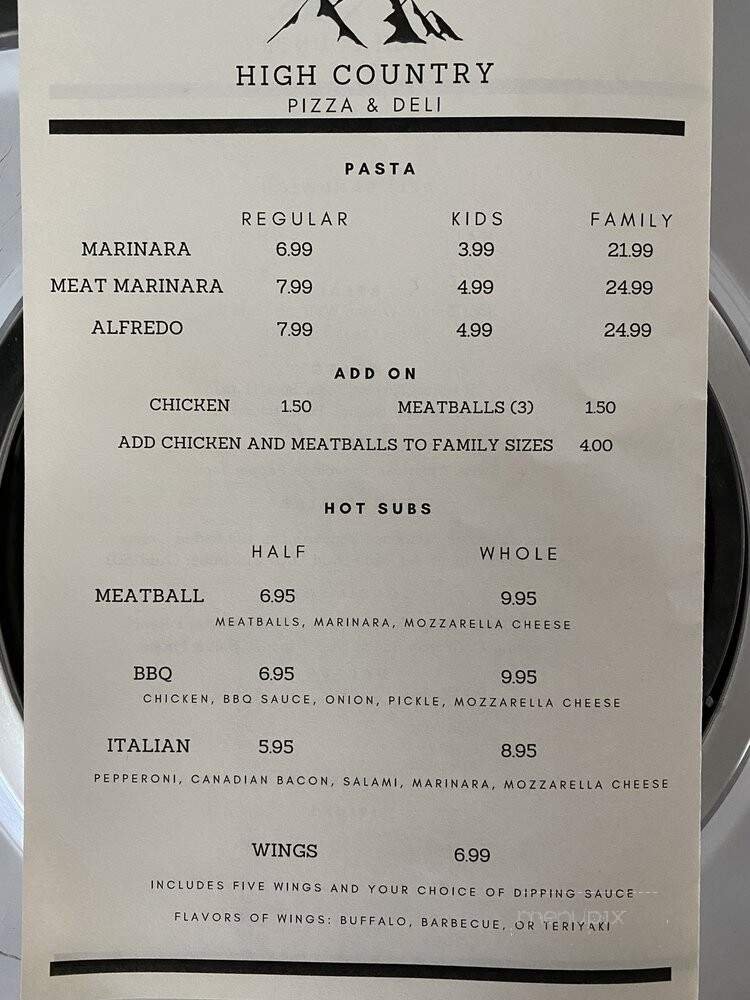 HIGH COUNTRY
PIZZA & DELI
PASTA
REGULAR KIDS FAMILY
MARINARA 6.99 3.99 21.99
MEAT MARINARA 7.99 4.99 24.99
ALFREDO 7.99 4.99 24.99
ADD ON
CHICKEN 1.50 MEATBALLS (3) 1.50
ADD CHICKEN AND MEATBALLS TO FAMILY SIZES 4.00
HOT SUBS
HALF WHOLE
MEATBALL 6.95 9.95
MEATBALLS, MARINARA, MOZZARELLA CHEESE
BBQ 6.95 9.95
CHICKEN, BBQ SAUCE, ONION, PICKLE, MOZZARELLA CHEESE
ITALIAN 5.95 8.95
PEPPERONI, CANADIAN BACON, SALAMI, MARINARA, MOZZARELLA CHEESE
WINGS 6.99
INCLUDES FIVE WINGS AND YOUR CHOICE OF DIPPING SAUCE
FLAVORS OF WINGS: BUFFALO, BARBECUE, OR TERIYAKI
menupix